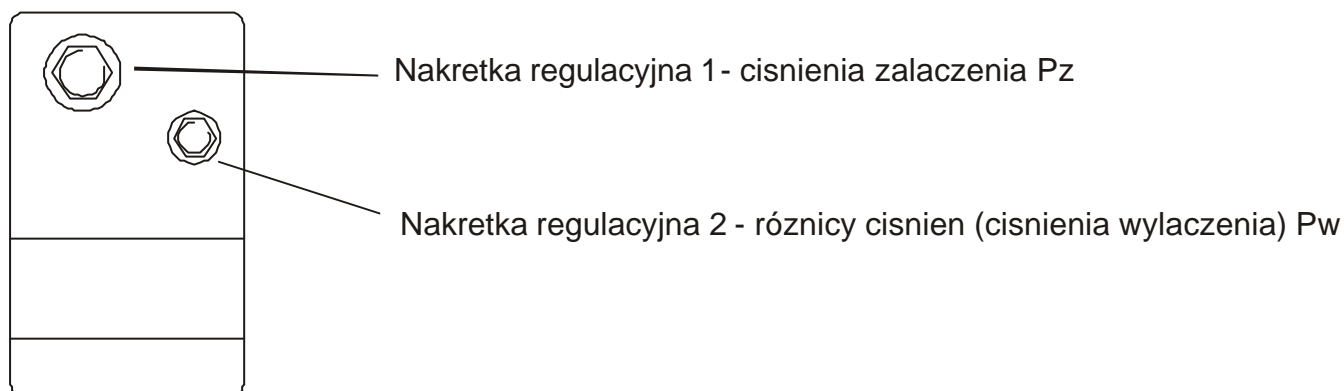 Nakretka regulacyjna 1- cisnienia zalaczenia Pz
Nakretka regulacyjna 2 - róznicy cisnien (cisnienia wylaczenia) Pw